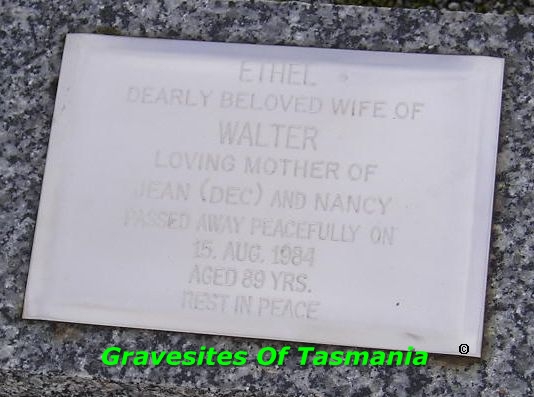 ETHEL
DEARLY BELOVED WIFE OF
WALTER
LOVING MOTHER OF
JEAN (DEC) AND NANCY
PASSED AWAY PEACEFULLY ON
15. AUG. 1984
AGED 89 YRS.
REST IN PEACE
Gravesites Of Tasmania ©